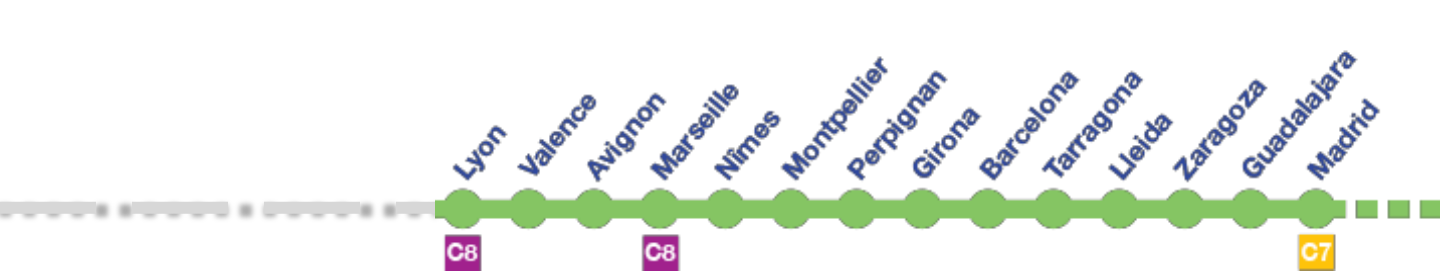 Lyon
Valence
Avignon
Marseille
Nîmes
Montpellier
Perpignan
Girona
Barcelona
Tarragona
Lleida
Zaragoza
Guadalajara
Madrid
C8
C8
C7